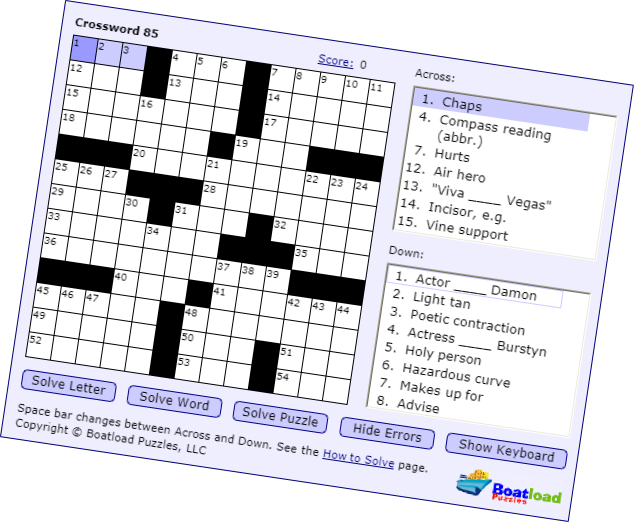 Crossword 85
Score: 0
1 2 3 4 5 6 7 8 9 10 11
12 13 14
15 16 17
18 19
20 21
25 26 27 28 22 23 24
29 30 31
33 34 32
36 35
37 38 39
40 41
45 46 47 48 42 43 44
49 50 51
52 53 54
Across:
1. Chaps
4. Compass reading
(abbr.)
7. Hurts
12. Air hero
13. "Viva ____ Vegas"
14. Incisor, e.g.
15. Vine support
Down:
1. Actor ____ Damon
2. Light tan
3. Poetic contraction
4. Actress ____ Burstyn
5. Holy person
6. Hazardous curve
7. Makes up for
8. Advise
Solve Letter Solve Word Solve Puzzle Hide Errors Show Keyboard
Space bar changes between Across and Down. See the How to Solve page.
Copyright © Boatload Puzzles, LLC
Boatload
Puzzles